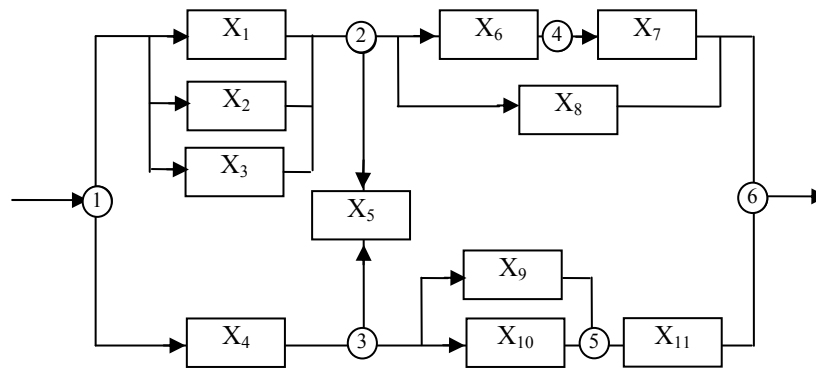 X₁ 2 X₆ 4 X₇
X₂ X₈
X₃
1 6
X₅
X₉
X₄ 3 X₁₀ 5 X₁₁